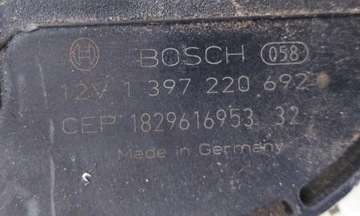 BOSCH 058
12V 1 397 220 692
CEP 1829616953 32
Made in Germany